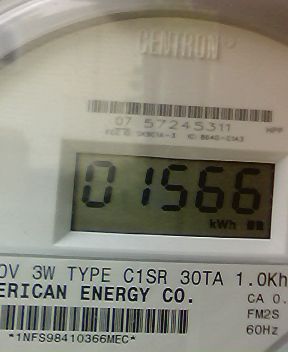 CENTRON®
07 57245311
HPP
01566
kWh
0V 3W TYPE C1SR 30TA 1.0Kh
ERICAN ENERGY CO.
CA 0.
FM2S
60Hz
*1NFS98410366MEC*